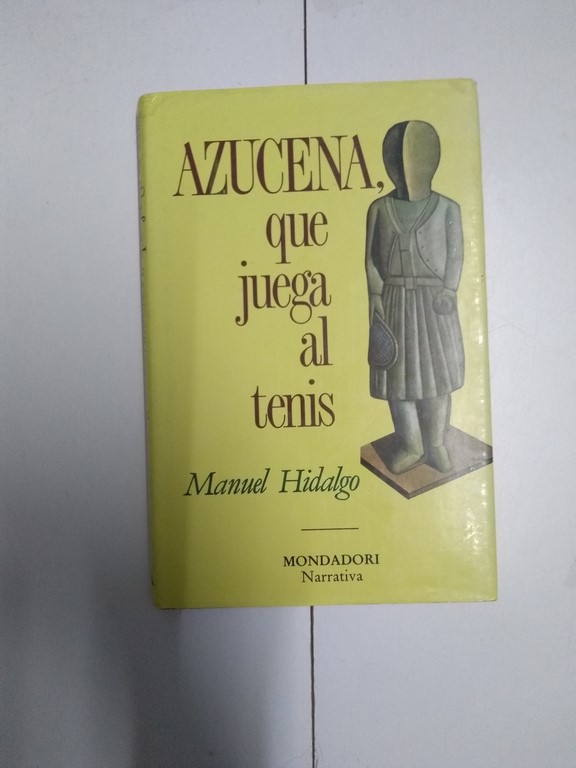 AZUCENA,
que
juega
al
tenis
Manuel Hidalgo
MONDADORI
Narrativa